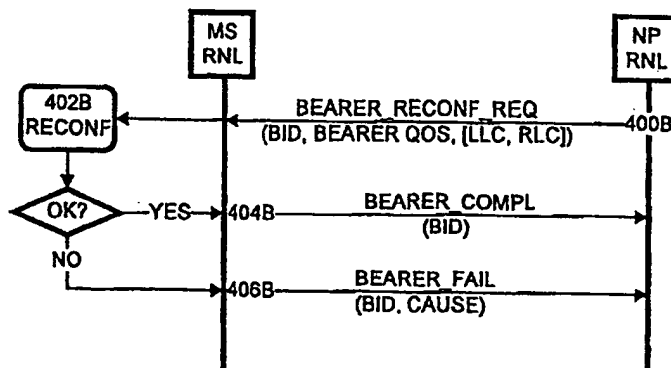 MS
RNL
NP
RNL
402B
RECONF
BEARER_RECONF_REQ
(BID, BEARER QOS, [LLC, RLC])
400B
OK?
YES
404B
BEARER_COMPL
(BID)
NO
406B
BEARER_FAIL
(BID, CAUSE)